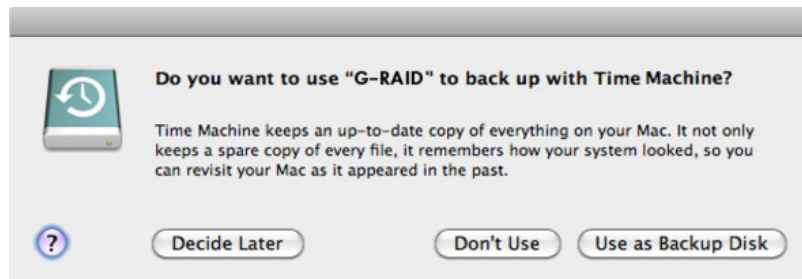 Do you want to use “G-RAID" to back up with Time Machine?
Time Machine keeps an up-to-date copy of everything on your Mac. It not only
keeps a spare copy of every file, it remembers how your system looked, so you
can revisit your Mac as it appeared in the past.
? Decide Later Don't Use Use as Backup Disk